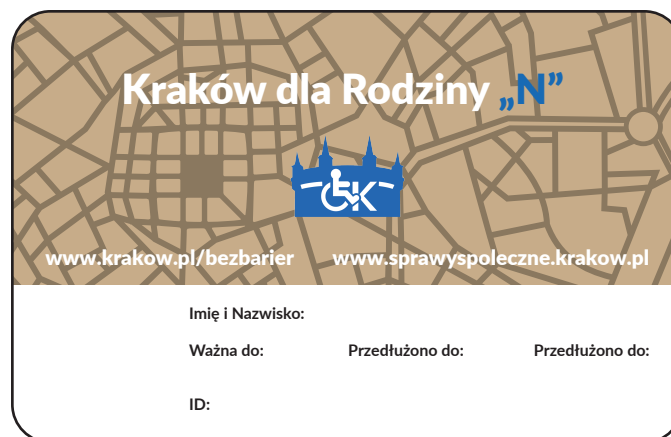 Kraków dla Rodziny „N”
K
www.krakow.pl/bezbarier www.sprawyspoleczne.krakow.pl
Imię i Nazwisko:
Ważna do: Przedłużono do: Przedłużono do:
ID: